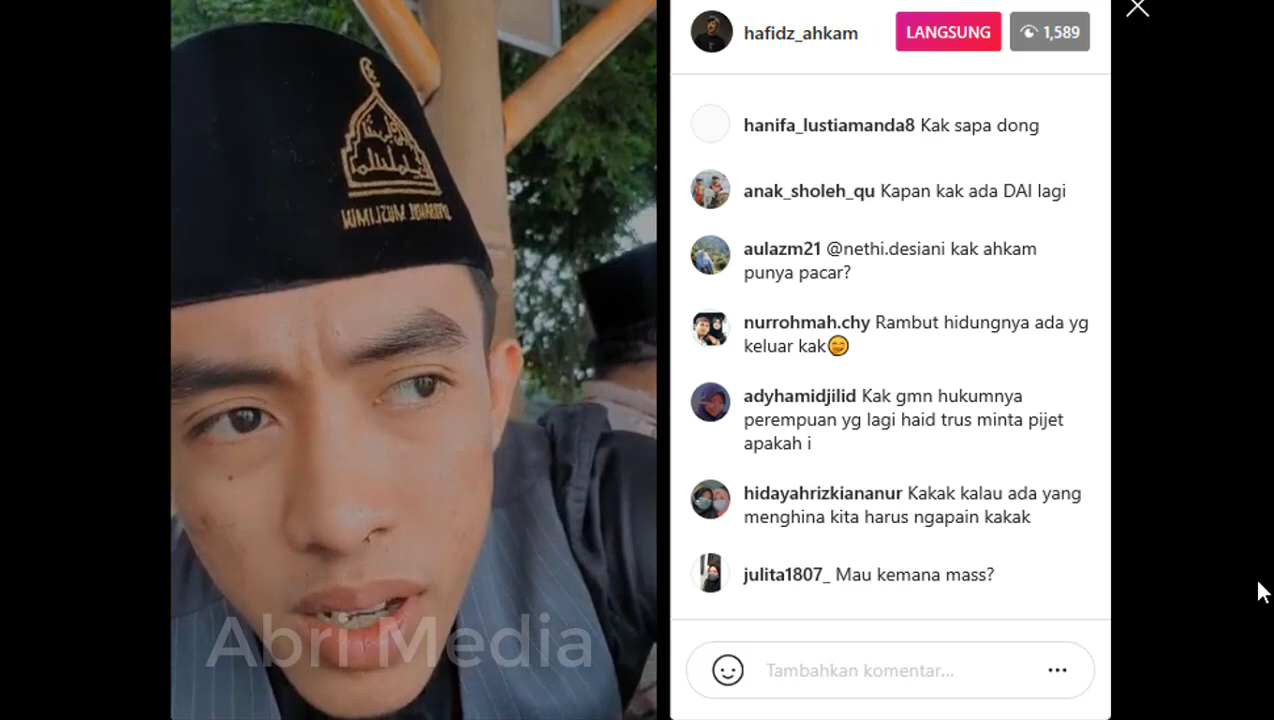 hafidz_ahkam LANGSUNG 1,589
hanifa_lustiamanda8 Kak sapa dong
anak_sholeh_qu Kapan kak ada DAI lagi
aulazm21 @nethi.desiani kak ahkam
punya pacar?
nurrohmah.chy Rambut hidungnya ada yg
keluar kak😄
adyhamidjilid Kak gmn hukumnya
perempuan yg lagi haid trus minta pijet
apakah i
hidayahrizkiananur Kakak kalau ada yang
menghina kita harus ngapain kakak
julita1807_ Mau kemana mass?
Abri Media
Tambahkan komentar...